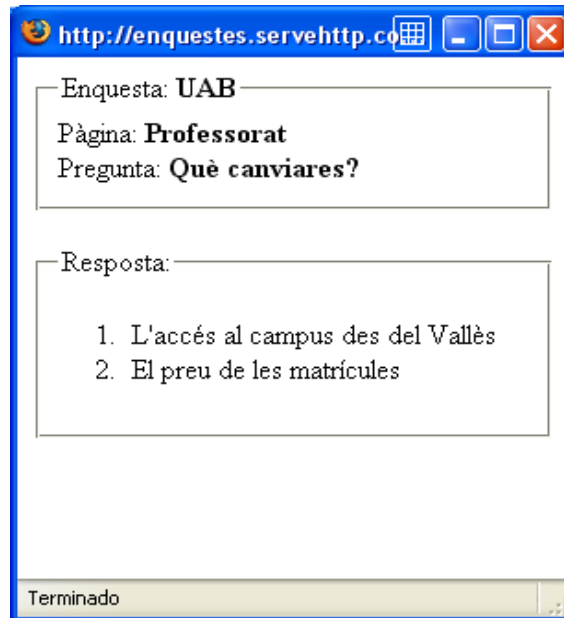 http://enquestes.servehttp.co
Enquesta: UAB
Pàgina: Professorat
Pregunta: Què canviares?
Resposta:
1. L'accés al campus des del Vallès
2. El preu de les matrícules
Terminado